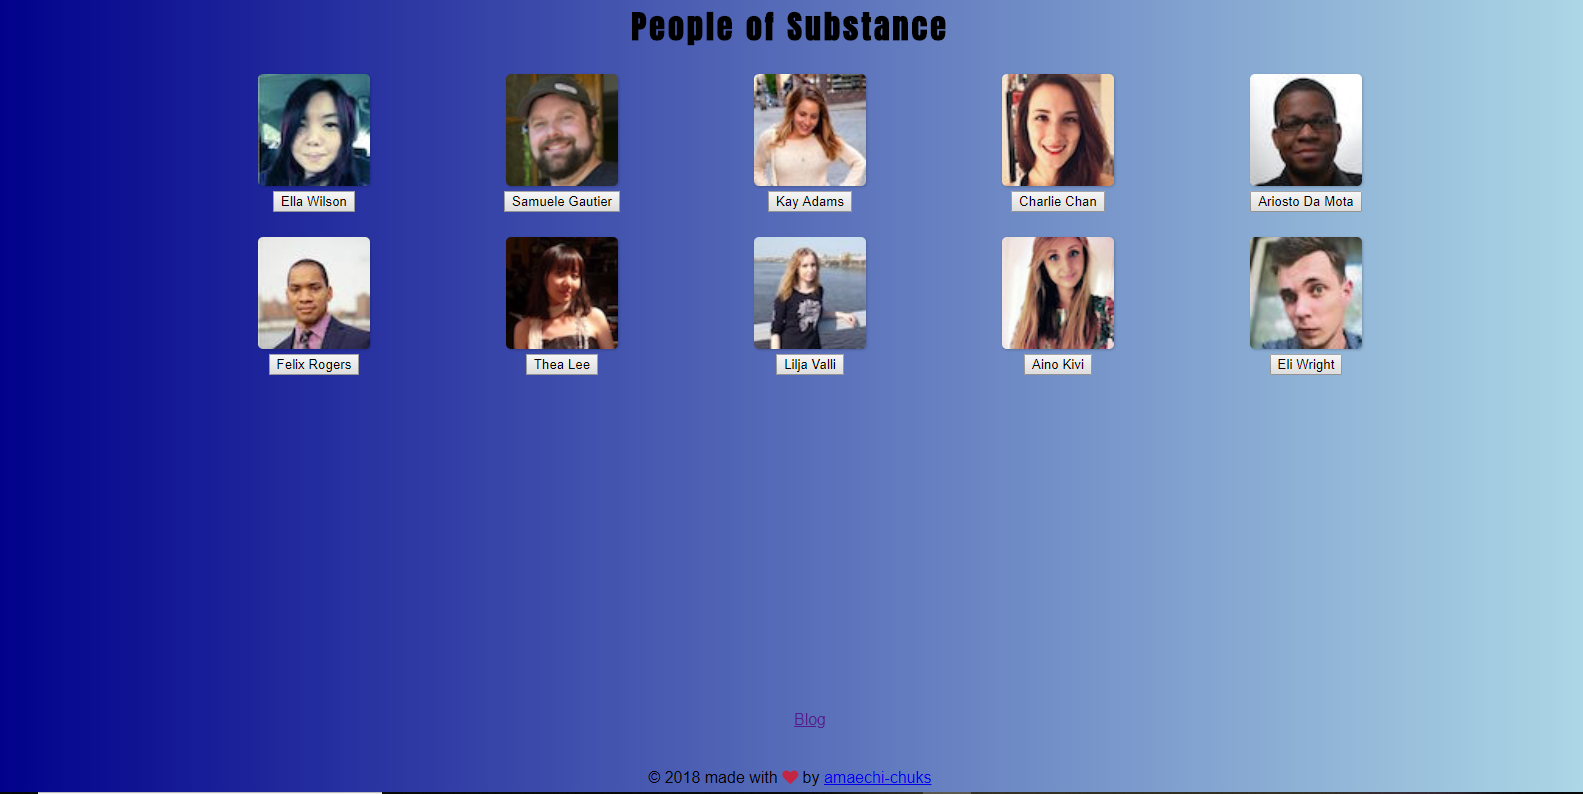 People of Substance
Ella Wilson
Samuele Gautier
Kay Adams
Charlie Chan
Ariosto Da Mota
Felix Rogers
Thea Lee
Lilja Valli
Aino Kivi
Eli Wright
Blog
© 2018 made with ❤ by amaechi-chuks